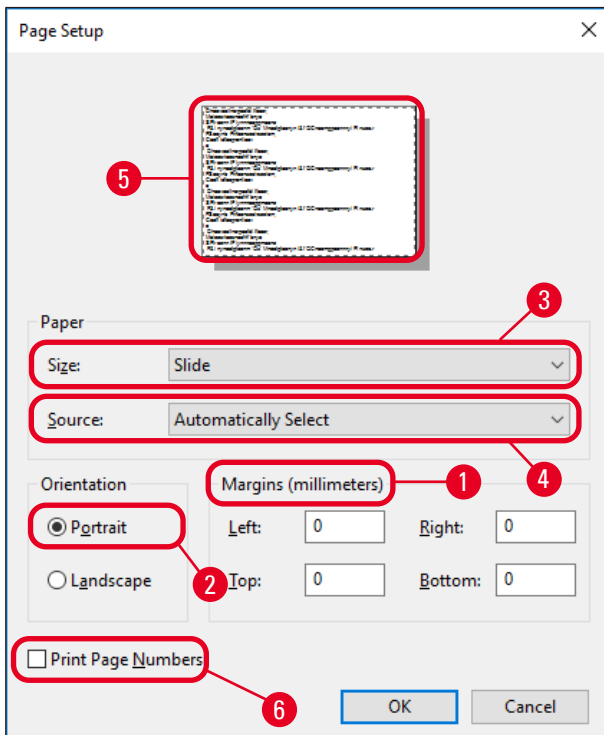 Page Setup
5
3
Paper
Size: Slide
Source: Automatically Select
4
Orientation
Margins (millimeters)
1
Portrait
Left: 0 Right: 0
2
Landscape
Top: 0 Bottom: 0
Print Page Numbers
6
OK Cancel